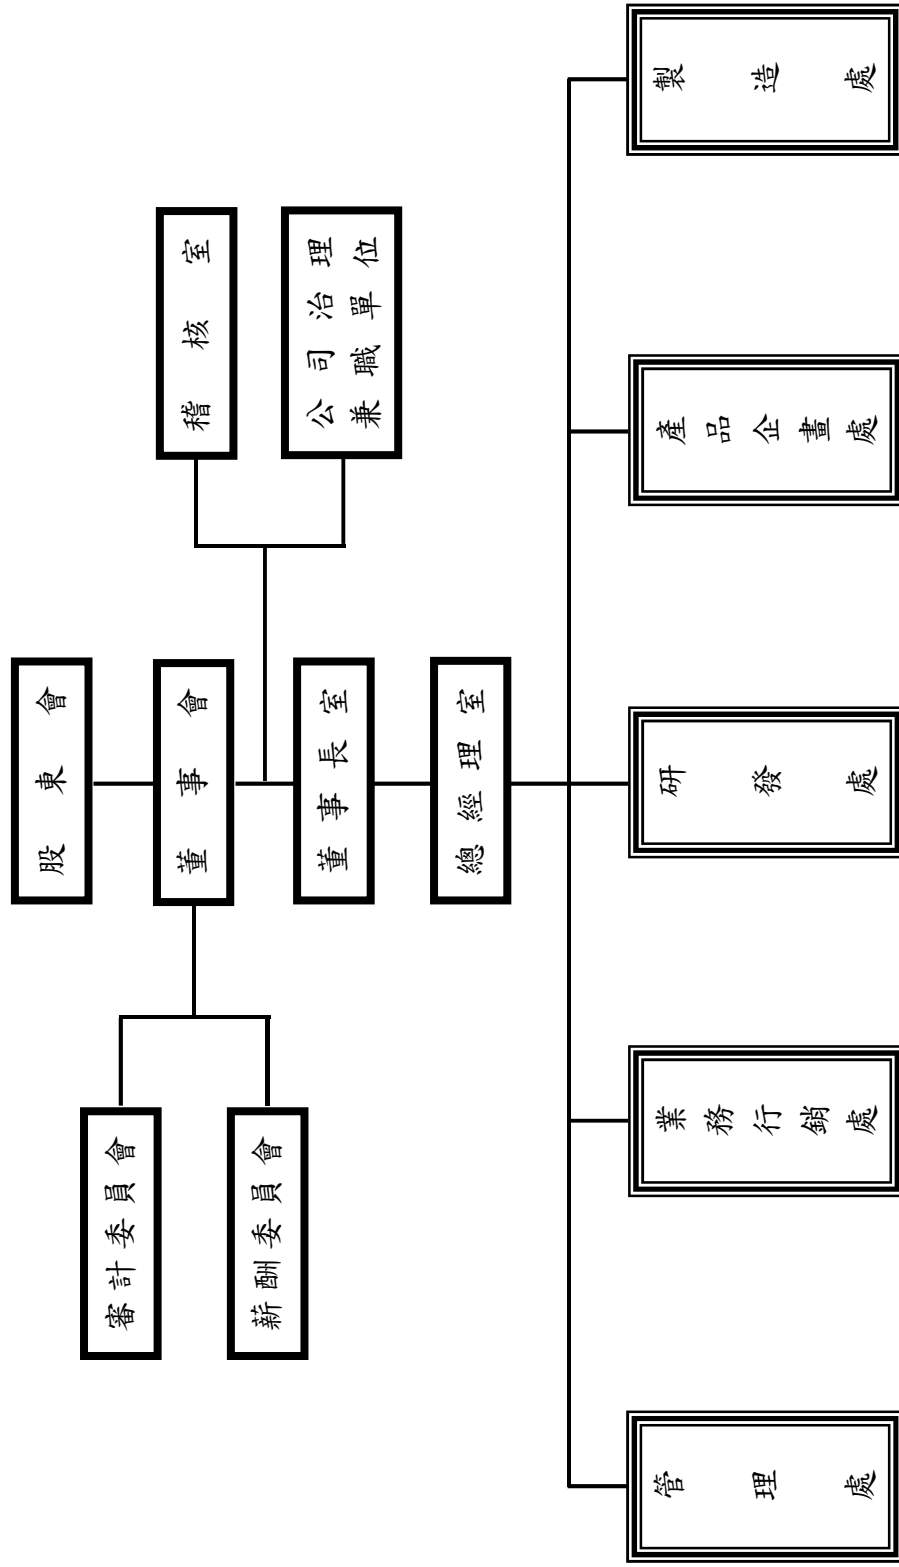 股東會
董事會
審計委員會
薪酬委員會
稽核室
公司治理
兼職單位
董事長室
總經理室
管理處
業務行銷處
研發處
產品企畫處
製造處